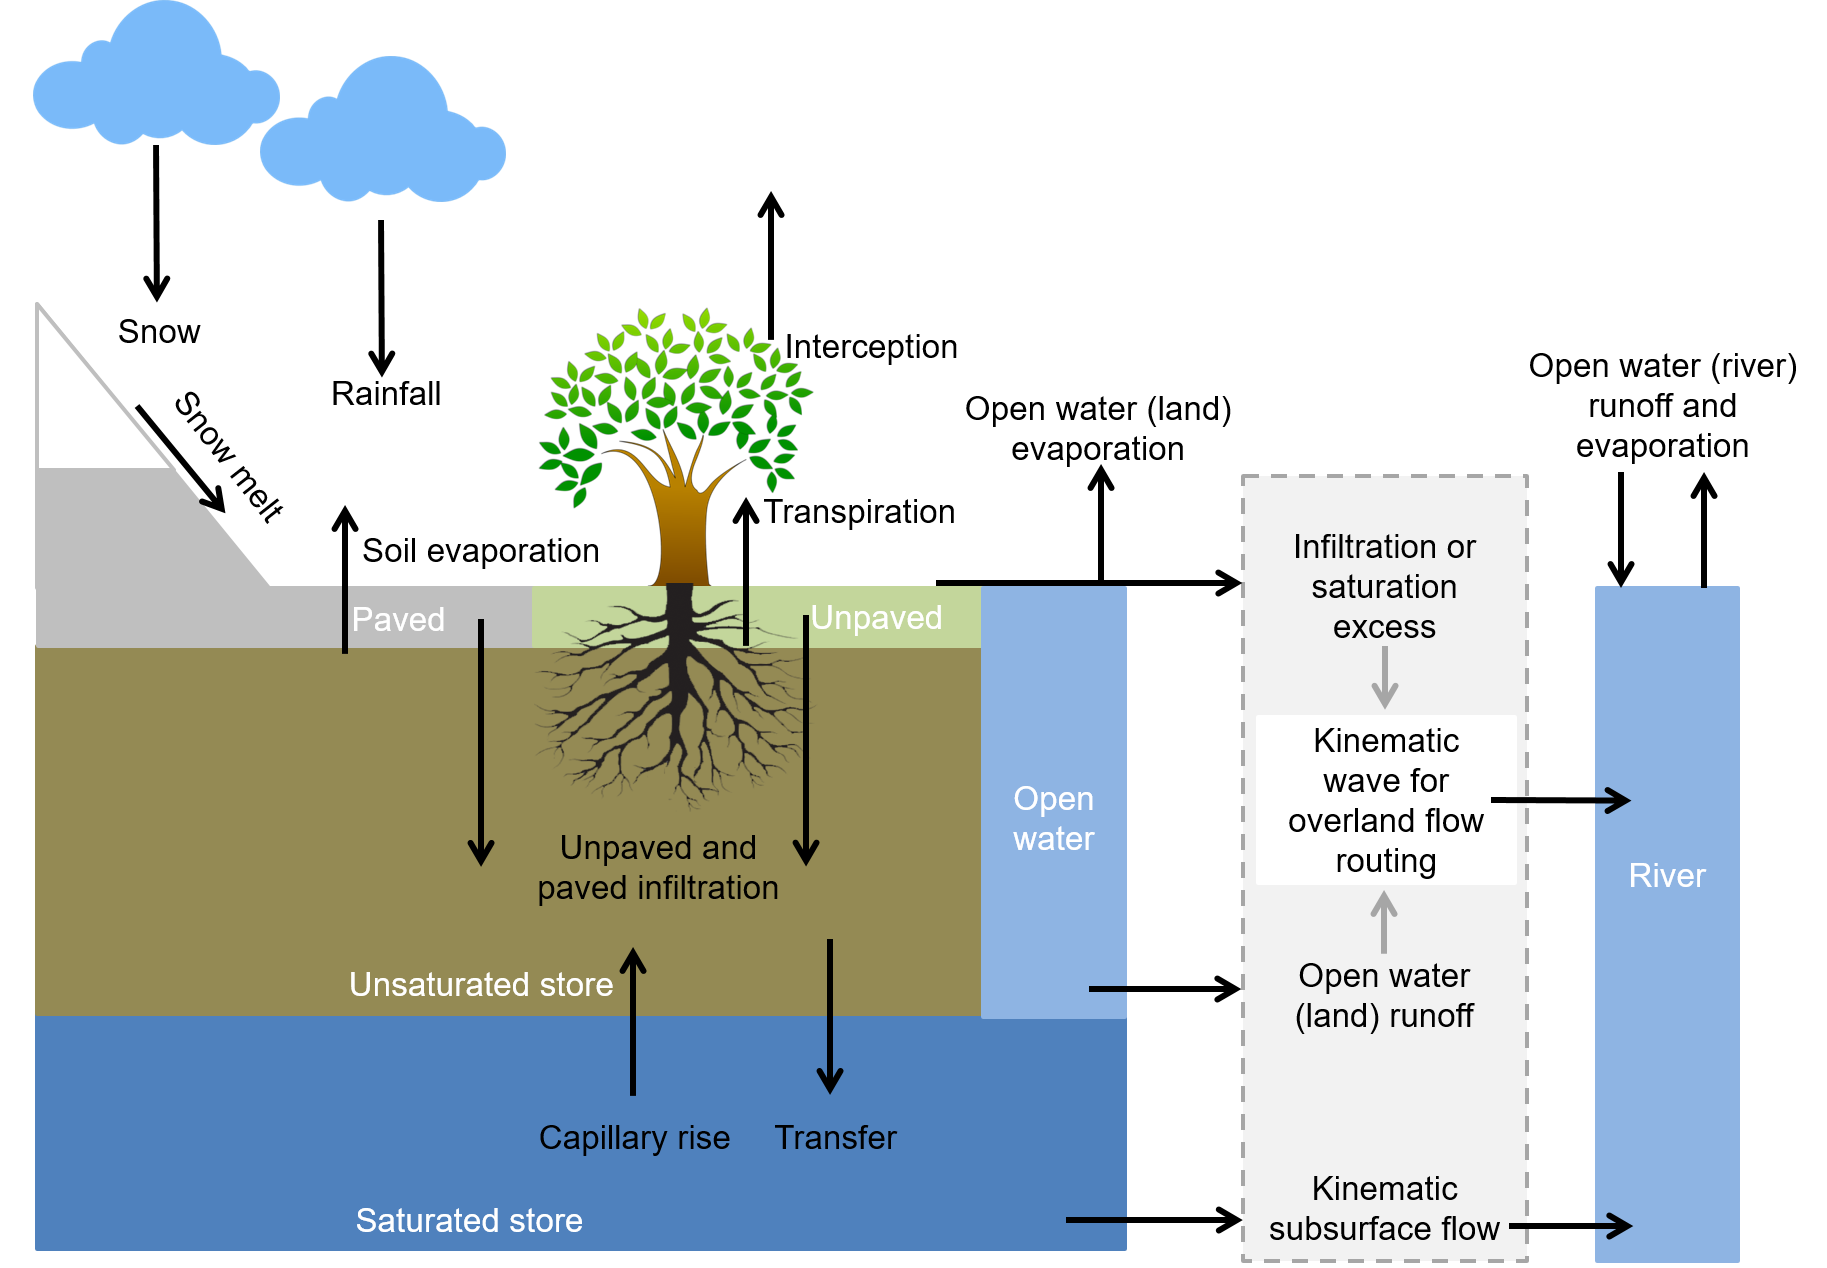 Snow
Rainfall
Snow melt
Interception
Open water (land)
evaporation
Open water (river)
runoff and
evaporation
Transpiration
Soil evaporation
Paved
Unpaved
Infiltration or
saturation
excess
Kinematic
wave for
overland flow
routing
Open
water
River
Unpaved and
paved infiltration
Unsaturated store
Open water
(land) runoff
Capillary rise
Transfer
Saturated store
Kinematic
subsurface flow